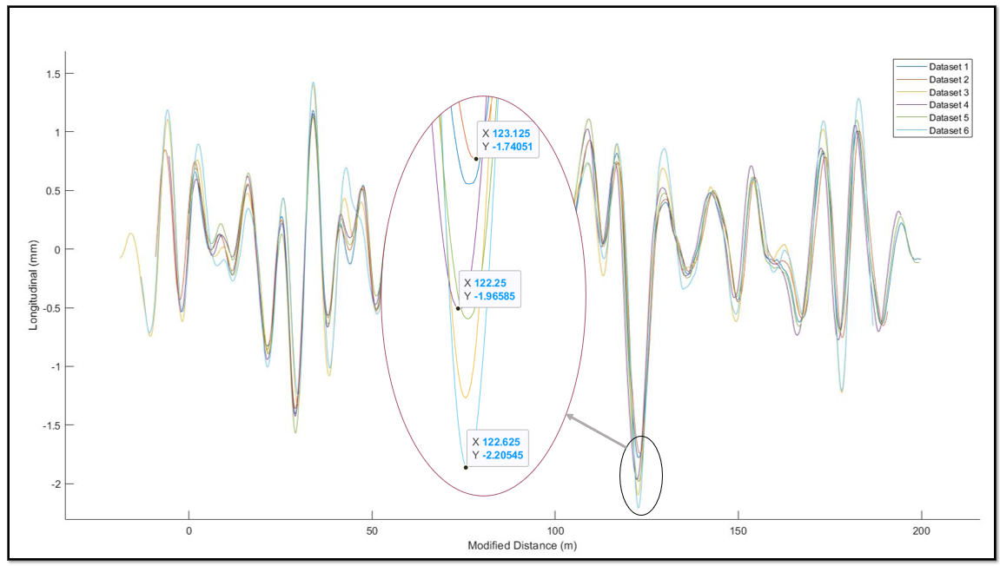 1.5
1
0.5
0
-0.5
-1
-1.5
-2
Longitudinal (mm)
0
50
100
150
200
Modified Distance (m)
Dataset 1
Dataset 2
Dataset 3
Dataset 4
Dataset 5
Dataset 6
X 123.125
Y -1.74051
X 122.25
Y -1.96585
X 122.625
Y -2.20545